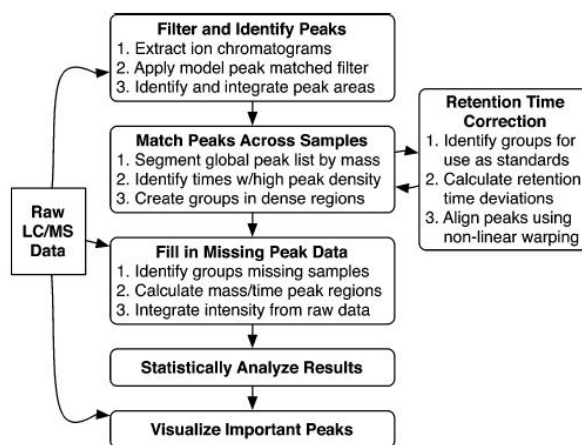 Filter and Identify Peaks
1. Extract ion chromatograms
2. Apply model peak matched filter
3. Identify and integrate peak areas
Match Peaks Across Samples
1. Segment global peak list by mass
2. Identify times w/high peak density
3. Create groups in dense regions
Retention Time
Correction
1. Identify groups for
use as standards
2. Calculate retention
time deviations
3. Align peaks using
non-linear warping
Raw
LC/MS
Data
Fill in Missing Peak Data
1. Identify groups missing samples
2. Calculate mass/time peak regions
3. Integrate intensity from raw data
Statistically Analyze Results
Visualize Important Peaks